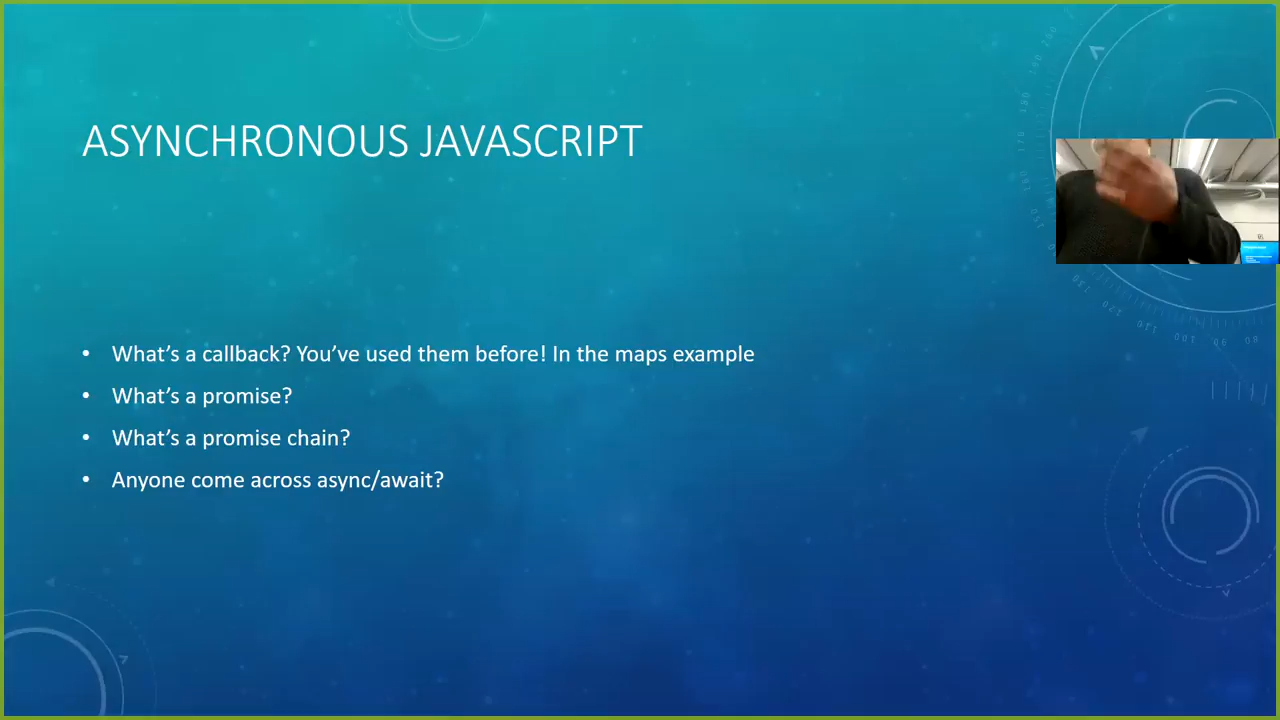 ASYNCHRONOUS JAVASCRIPT
• What's a callback? You've used them before! In the maps example
• What's a promise?
• What's a promise chain?
• Anyone come across async/await?